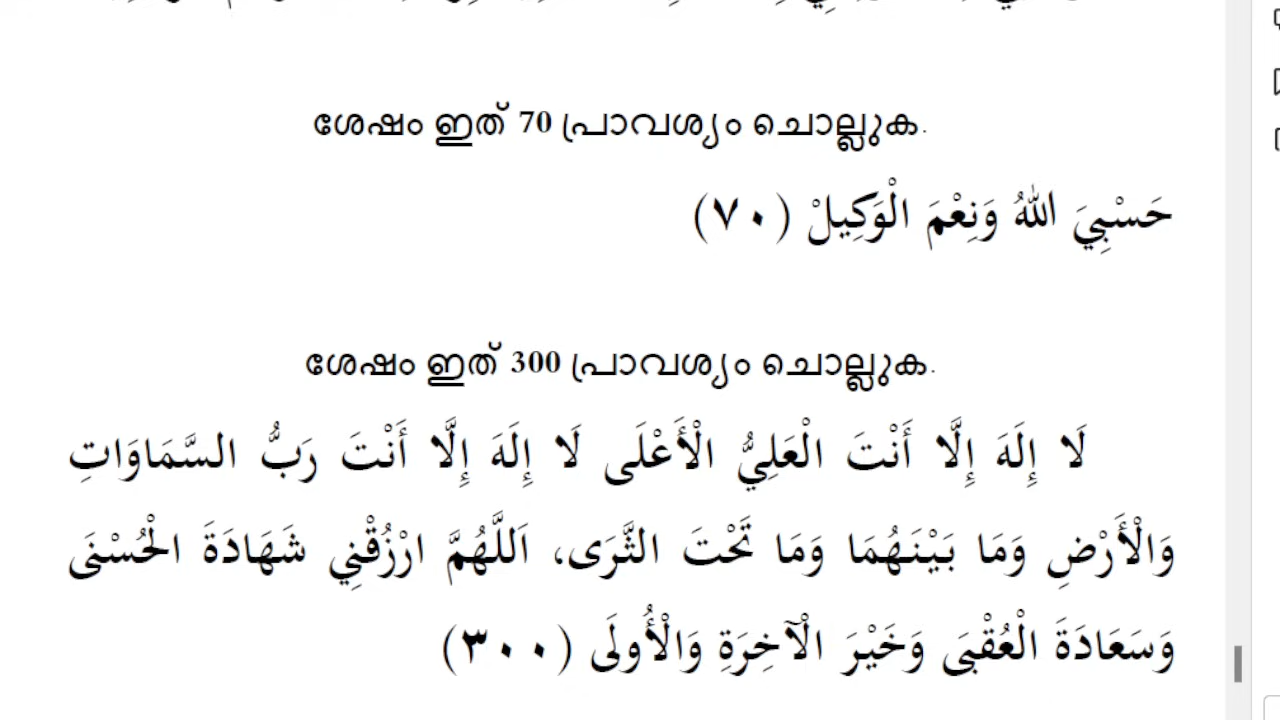 ശേഷം ഇത് 70 പ്രാവശ്യം ചൊല്ലുക.
حَسْبِيَ اللهُ وَنِعْمَ الْوَكِيلْ (٧٠)
ശേഷം ഇത് 300 പ്രാവശ്യം ചൊല്ലുക.
لَا إِلَهَ إِلَّا أَنْتَ الْعَلِيُّ الْأَعْلَى لَا إِلَهَ إِلَّا أَنْتَ رَبُّ السَّمَاوَاتِ
وَالْأَرْضِ وَمَا بَيْنَهُمَا وَمَا تَحْتَ الثَّرَى، اَللَّهُمَّ ارْزُقْنِي شَهَادَةَ الْحُسْنَى
وَسَعَادَةَ الْعُقْبَى وَخَيْرَ الْآخِرَةِ وَالْأُولَى (٣٠٠)